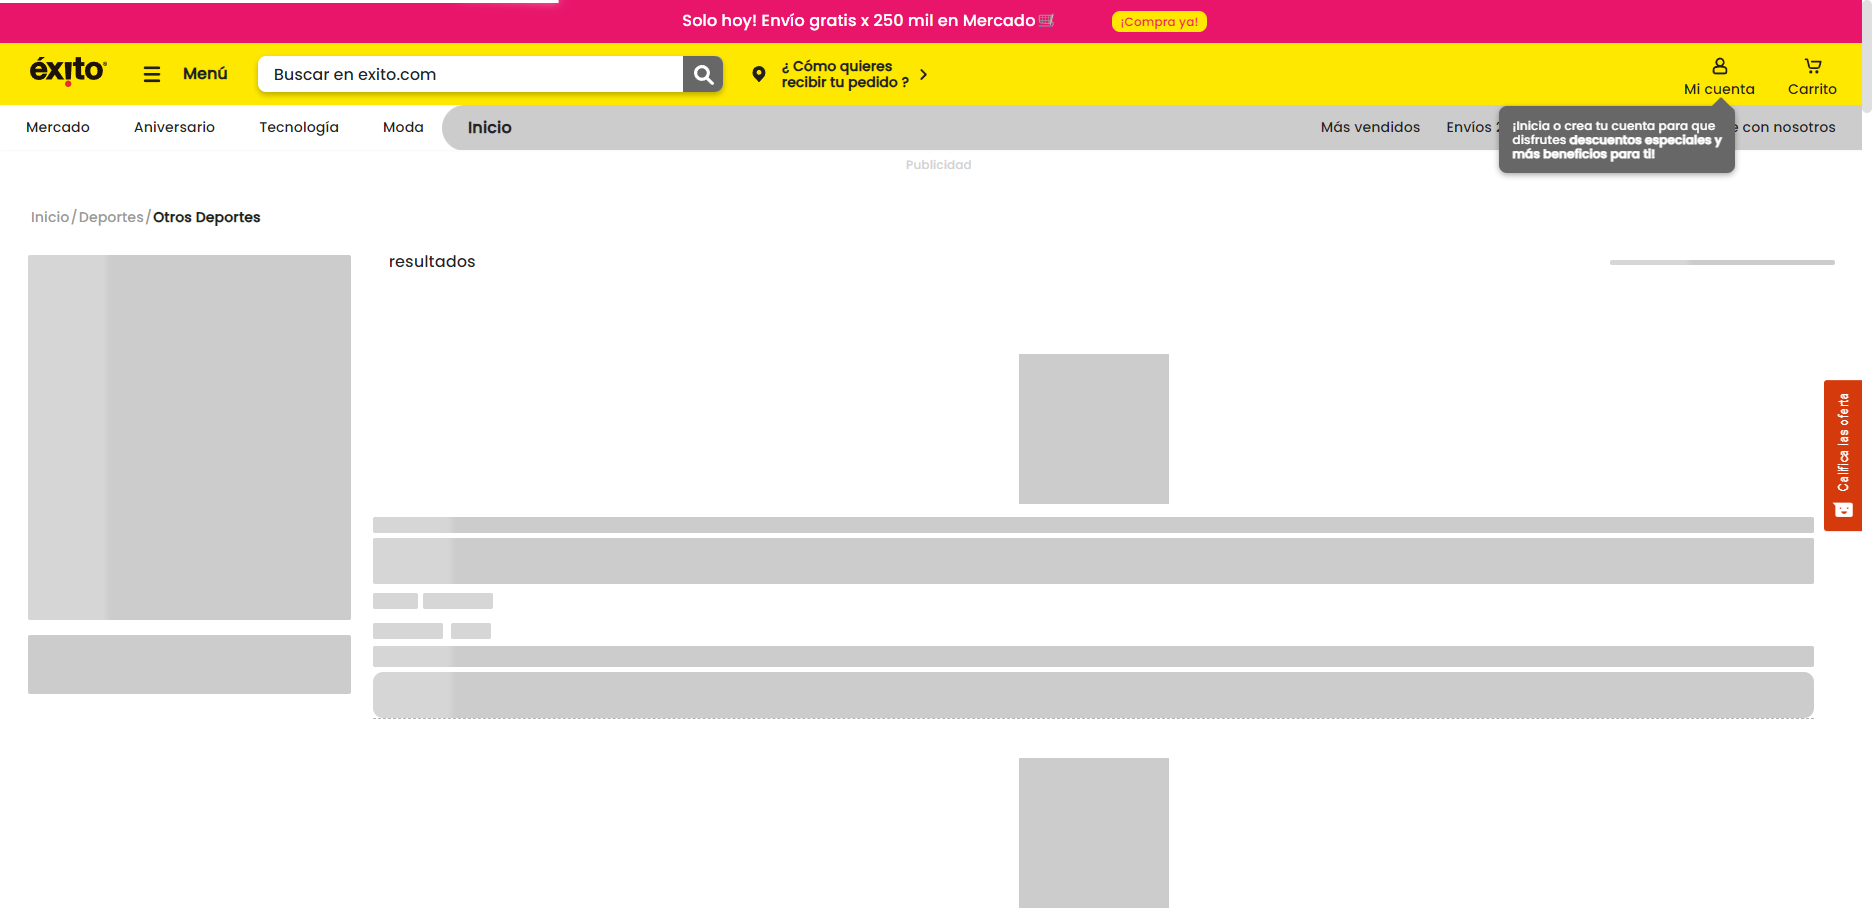 Solo hoy! Envío gratis x 250 mil en Mercado
¡Compra ya!
éxito
Menú
Buscar en exito.com
¿ Cómo quieres
recibir tu pedido ?
Mi cuenta
Carrito
Mercado
Aniversario
Tecnología
Moda
Inicio
Más vendidos
Envíos
con nosotros
¡Inicia o crea tu cuenta para que
disfrutes descuentos especiales y
más beneficios para ti!
Publicidad
Inicio/Deportes/Otros Deportes
resultados
Califica las oferta